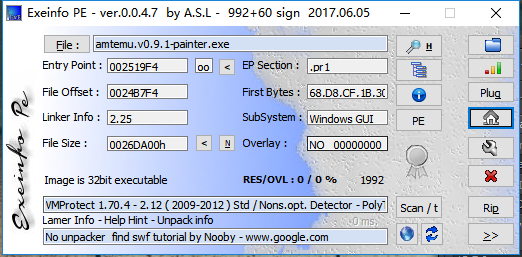 Exeinfo PE - ver.0.0.4.7 by A.S.L - 992+60 sign 2017.06.05
File : amtemu.v0.9.1-painter.exe H
Entry Point : 002519F4 oo < EP Section : .pr1
File Offset : 0024B7F4 First Bytes : 68.D8.CF.1B.30 Plug
Linker Info : 2.25 SubSystem : Windows GUI PE
File Size : 0026DA00h < N Overlay : NO 00000000
Image is 32bit executable RES/OVL : 0 / 0 % 1992
VMProtect 1.70.4 - 2.12 ( 2009-2012 ) Std / Nons.opt. Detector - PolyT Scan / t Rip
Lamer Info - Help Hint - Unpack info 0 ms.
No unpacker find swf tutorial by Nooby - www.google.com >>
Exeinfo Pe